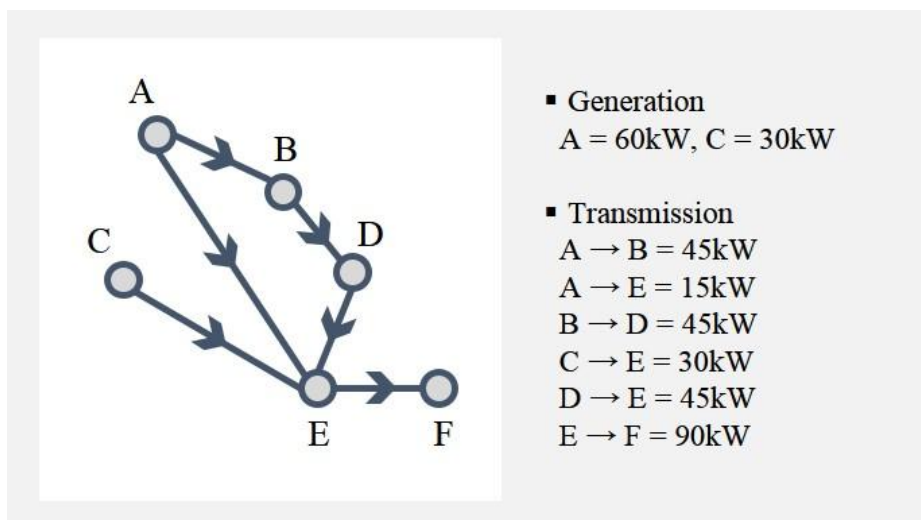 A
B
C
D
E
F
▪ Generation
A = 60kW, C = 30kW
▪ Transmission
A → B = 45kW
A → E = 15kW
B → D = 45kW
C → E = 30kW
D → E = 45kW
E → F = 90kW